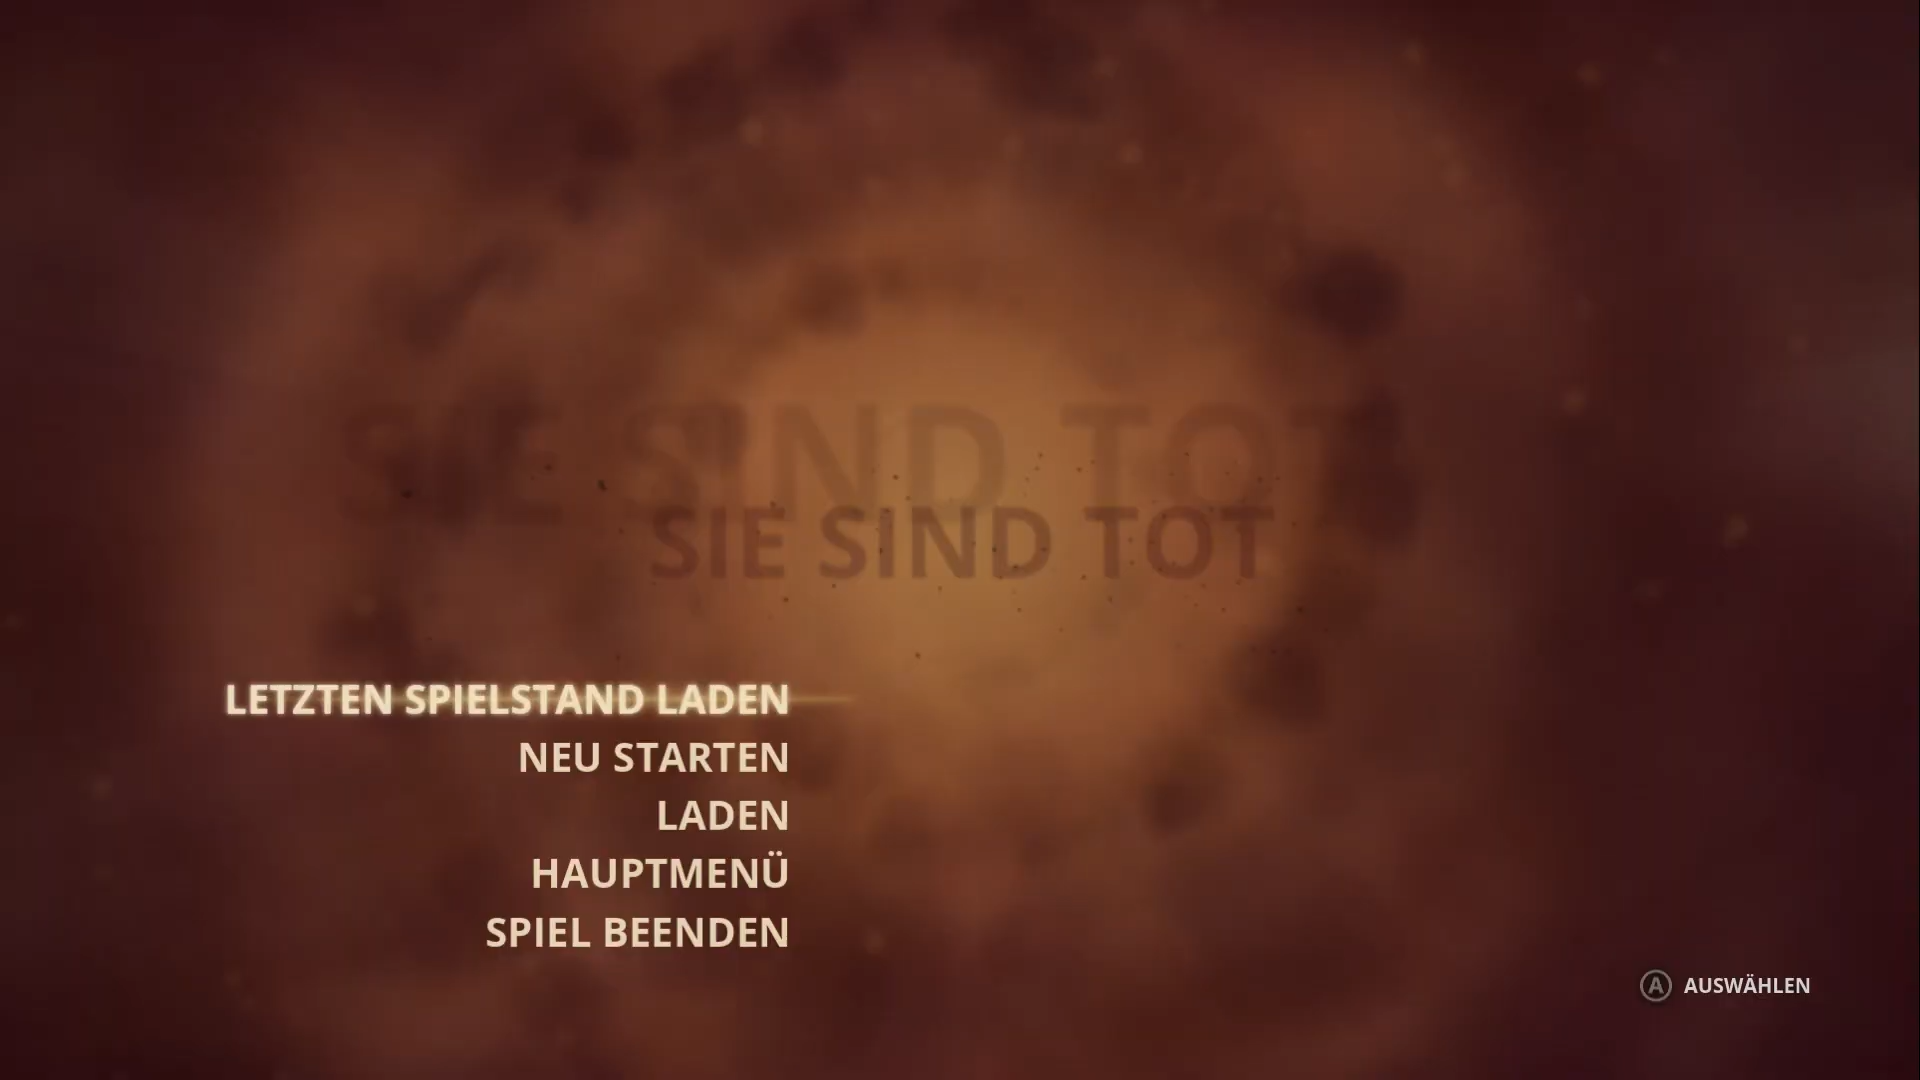 SIE SIND TOT
SIE SIND TOT
LETZTEN SPIELSTAND LADEN
NEU STARTEN
LADEN
HAUPTMENÜ
SPIEL BEENDEN
A AUSWÄHLEN